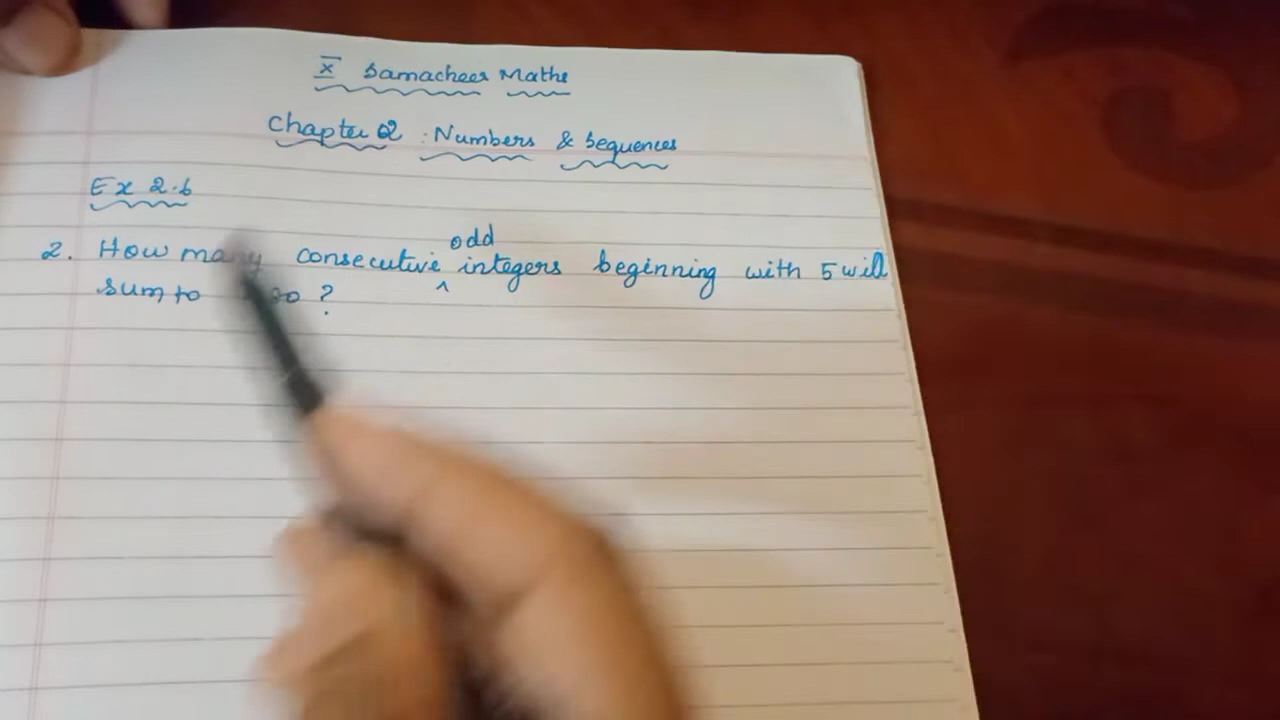 X Samacheer Maths
Chapter 2 : Numbers & Sequences
Ex 2.6
2. How many consecutive odd integers beginning with 5 will
sum to ?